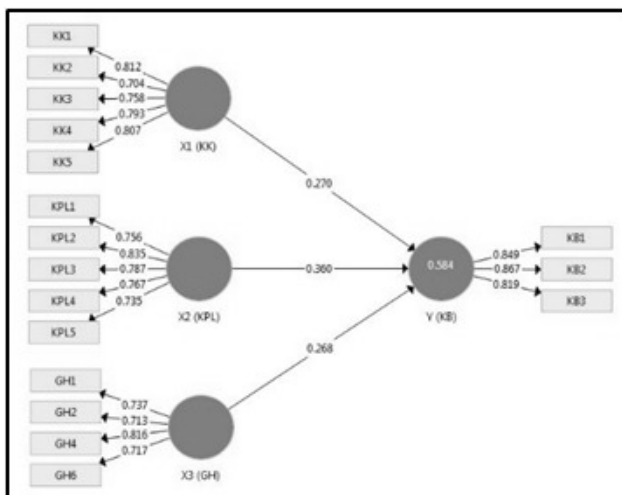 KK1
KK2
KK3
KK4
KK5
0.812
0.704
0.758
0.793
0.807
X1 (KK)
0.270
KPL1
KPL2
KPL3
KPL4
KPL5
0.756
0.835
0.787
0.767
0.735
X2 (KPL)
0.360
0.584
Y (KB)
0.849
0.867
0.819
KB1
KB2
KB3
0.268
GH1
GH2
GH4
GH6
0.737
0.713
0.816
0.717
X3 (GH)